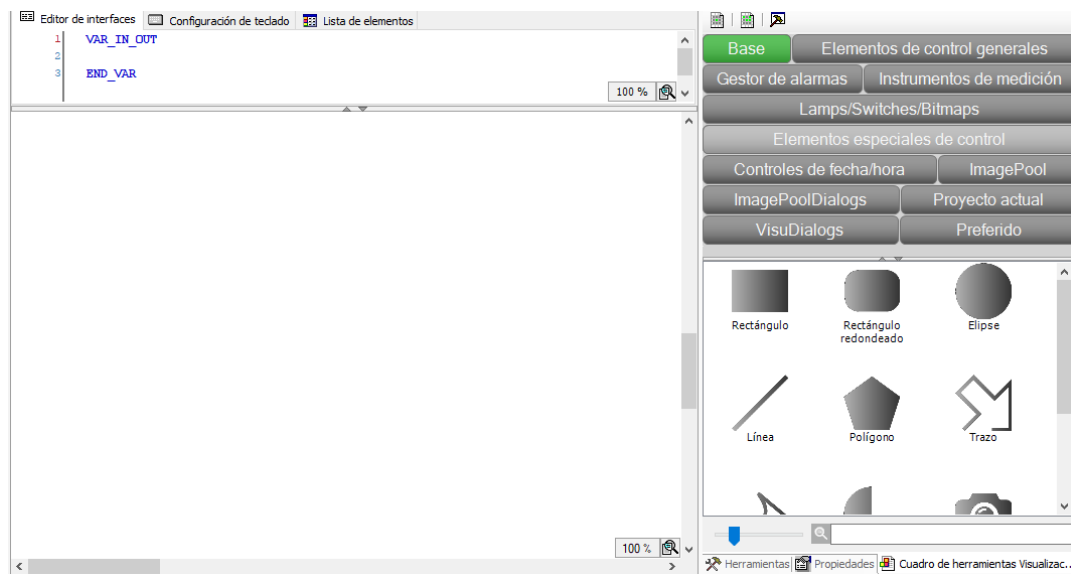 Editor de interfaces Configuración de teclado Lista de elementos
1 VAR_IN_OUT
2
3 END_VAR
100 %
100 %
Base Elementos de control generales
Gestor de alarmas Instrumentos de medición
Lamps/Switches/Bitmaps
Elementos especiales de control
Controles de fecha/hora ImagePool
ImagePoolDialogs Proyecto actual
VisuDialogs Preferido
Rectángulo Rectángulo redondeado Elipse
Línea Polígono Trazo
Herramientas Propiedades Cuadro de herramientas Visualizac...